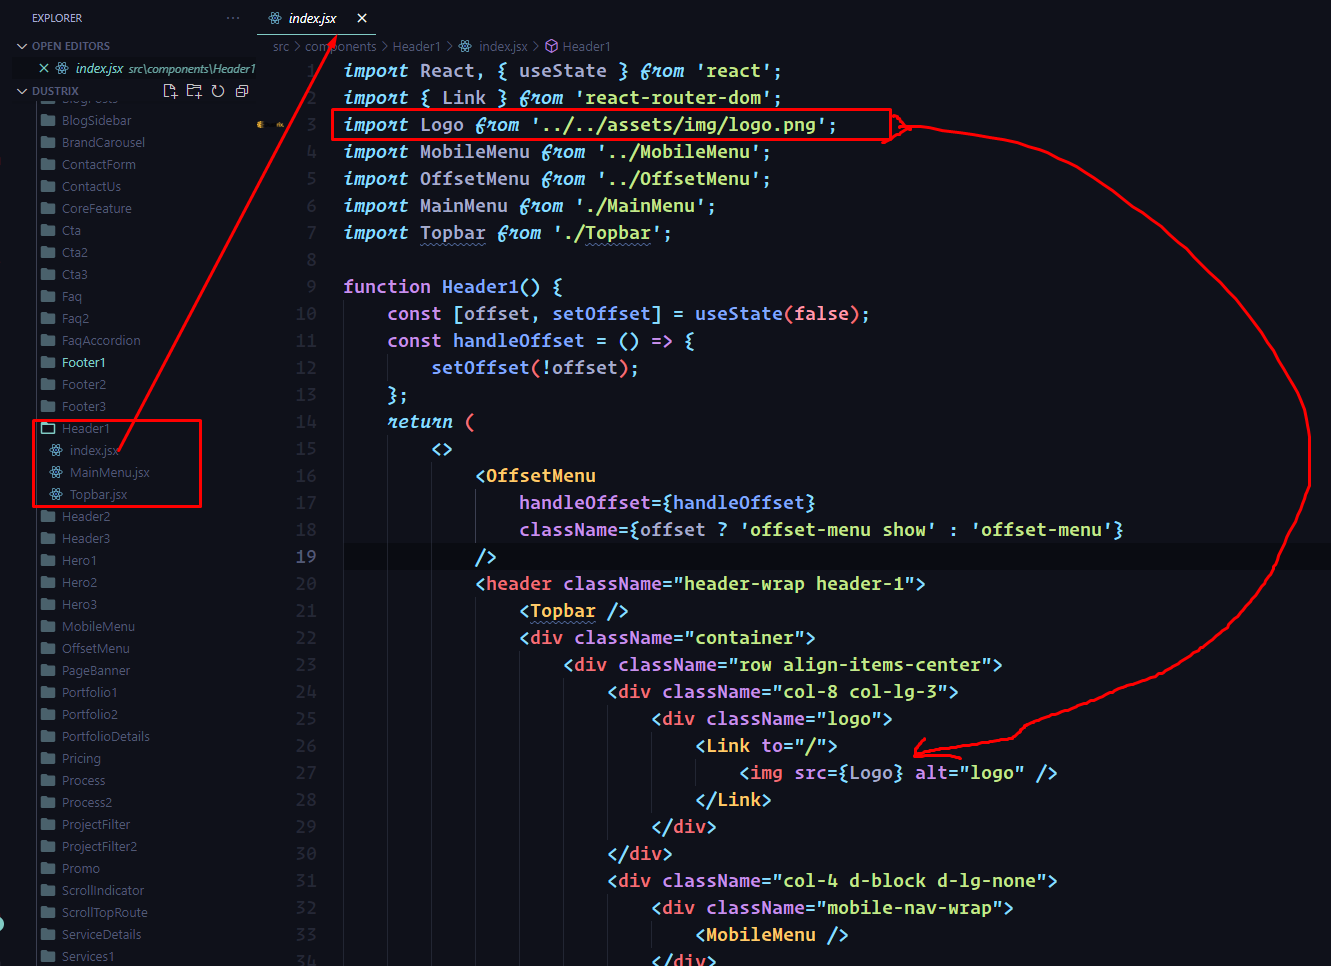 EXPLORER
···
index.jsx
OPEN EDITORS
index.jsx src\components\Header1
DUSTRIX
BlogPosts
BlogSidebar
BrandCarousel
ContactForm
ContactUs
CoreFeature
Cta
Cta2
Cta3
Faq
Faq2
FaqAccordion
Footer1
Footer2
Footer3
Header1
index.jsx
MainMenu.jsx
Topbar.jsx
Header2
Header3
Hero1
Hero2
Hero3
MobileMenu
OffsetMenu
PageBanner
Portfolio1
Portfolio2
PortfolioDetails
Pricing
Process
Process2
ProjectFilter
ProjectFilter2
Promo
ScrollIndicator
ScrollTopRoute
ServiceDetails
Services1
src > components > Header1 > index.jsx > Header1
1 import React, { useState } from 'react';
2 import { Link } from 'react-router-dom';
3 import Logo from '../../assets/img/logo.png';
4 import MobileMenu from '../MobileMenu';
5 import OffsetMenu from '../OffsetMenu';
6 import MainMenu from './MainMenu';
7 import Topbar from './Topbar';
8
9 function Header1() {
10 const [offset, setOffset] = useState(false);
11 const handleOffset = () => {
12 setOffset(!offset);
13 };
14 return (
15 <>
16 <OffsetMenu
17 handleOffset={handleOffset}
18 className={offset ? 'offset-menu show' : 'offset-menu'}
19 />
20 <header className="header-wrap header-1">
21 <Topbar />
22 <div className="container">
23 <div className="row align-items-center">
24 <div className="col-8 col-lg-3">
25 <div className="logo">
26 <Link to="/">
27 <img src={Logo} alt="logo" />
28 </Link>
29 </div>
30 </div>
31 <div className="col-4 d-block d-lg-none">
32 <div className="mobile-nav-wrap">
33 <MobileMenu />
34 </div>